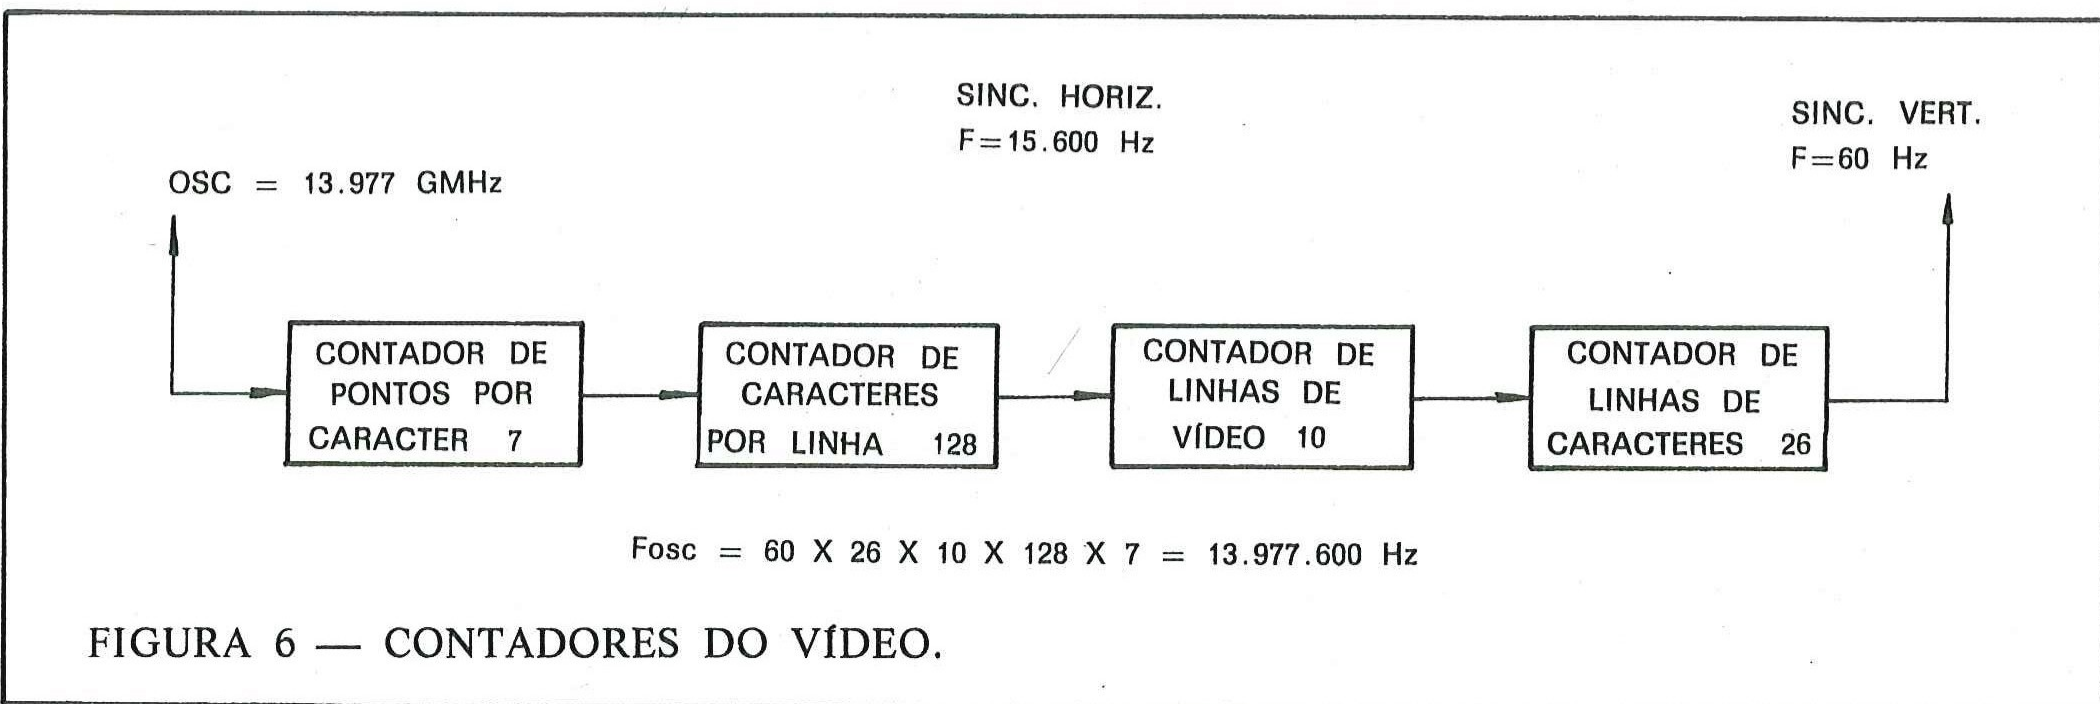 SINC. HORIZ.
F=15.600 Hz
SINC. VERT.
F=60 Hz
OSC = 13.977 GMHz
CONTADOR DE
PONTOS POR
CARACTER 7
CONTADOR DE
CARACTERES
POR LINHA 128
CONTADOR DE
LINHAS DE
VÍDEO 10
CONTADOR DE
LINHAS DE
CARACTERES 26
Fosc = 60 X 26 X 10 X 128 X 7 = 13.977.600 Hz
FIGURA 6 — CONTADORES DO VÍDEO.